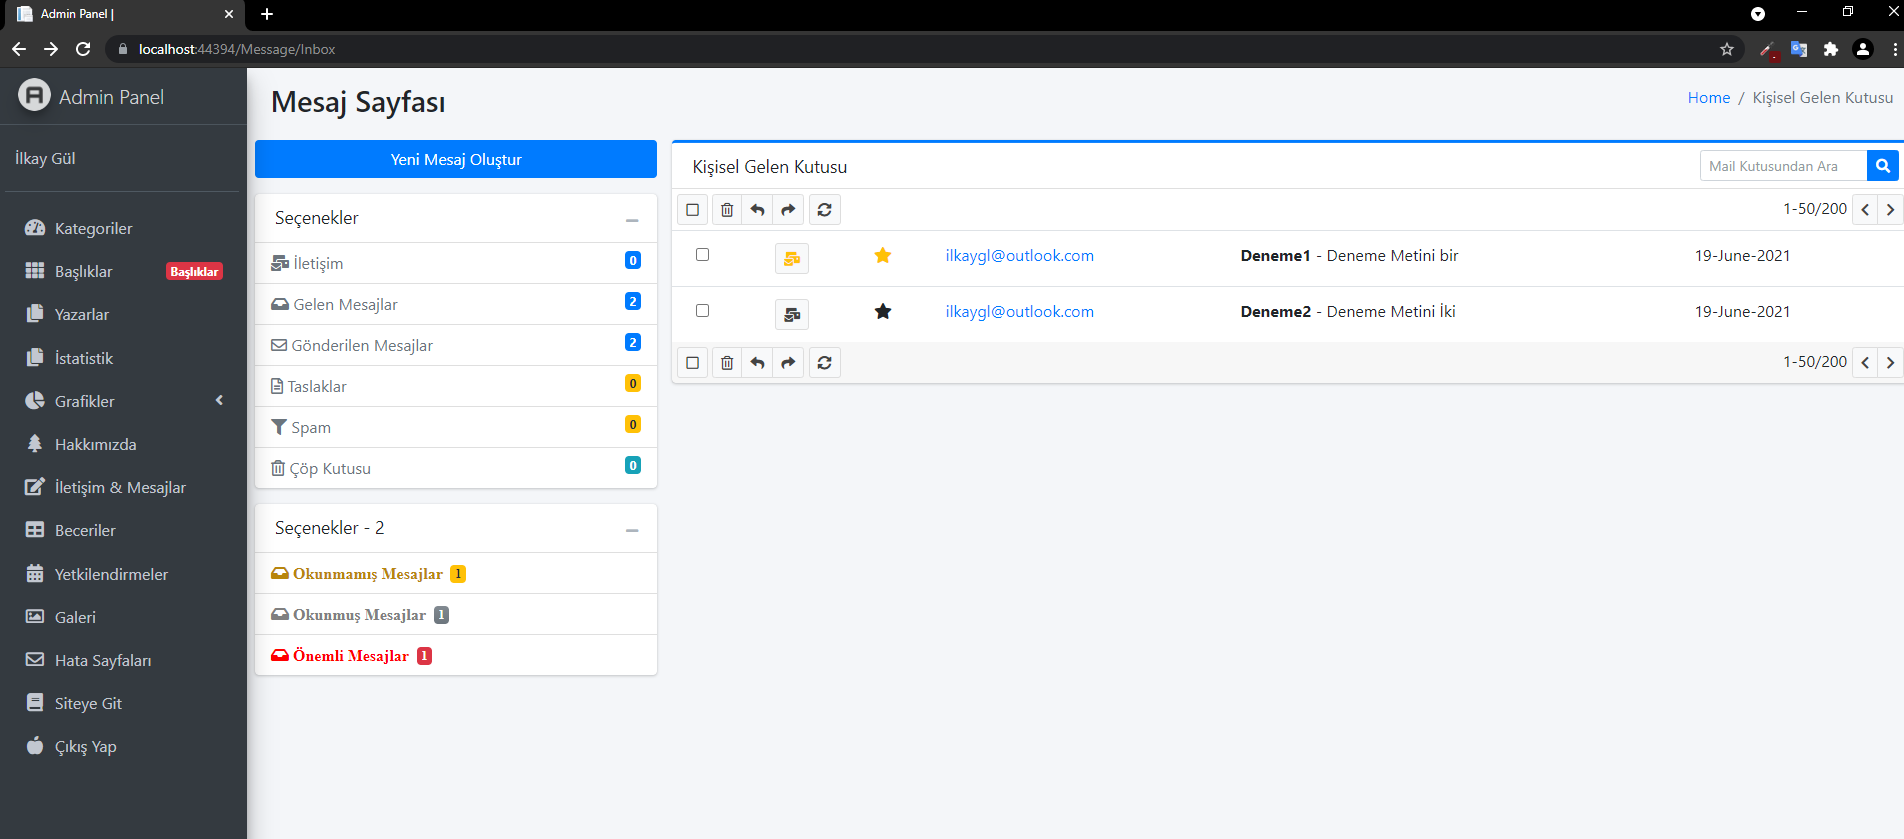 Admin Panel |
localhost:44394/Message/Inbox
Admin Panel
İlkay Gül
Kategoriler
Başlıklar Başlıklar
Yazarlar
İstatistik
Grafikler
Hakkımızda
İletişim & Mesajlar
Beceriler
Yetkilendirmeler
Galeri
Hata Sayfaları
Siteye Git
Çıkış Yap
Mesaj Sayfası
Home / Kişisel Gelen Kutusu
Yeni Mesaj Oluştur
Seçenekler
İletişim 0
Gelen Mesajlar 2
Gönderilen Mesajlar 2
Taslaklar 0
Spam 0
Çöp Kutusu 0
Seçenekler - 2
Okunmamış Mesajlar 1
Okunmuş Mesajlar 1
Önemli Mesajlar 1
Kişisel Gelen Kutusu
Mail Kutusundan Ara
1-50/200
ilkaygl@outlook.com Deneme1 - Deneme Metini bir 19-June-2021
ilkaygl@outlook.com Deneme2 - Deneme Metini İki 19-June-2021
1-50/200